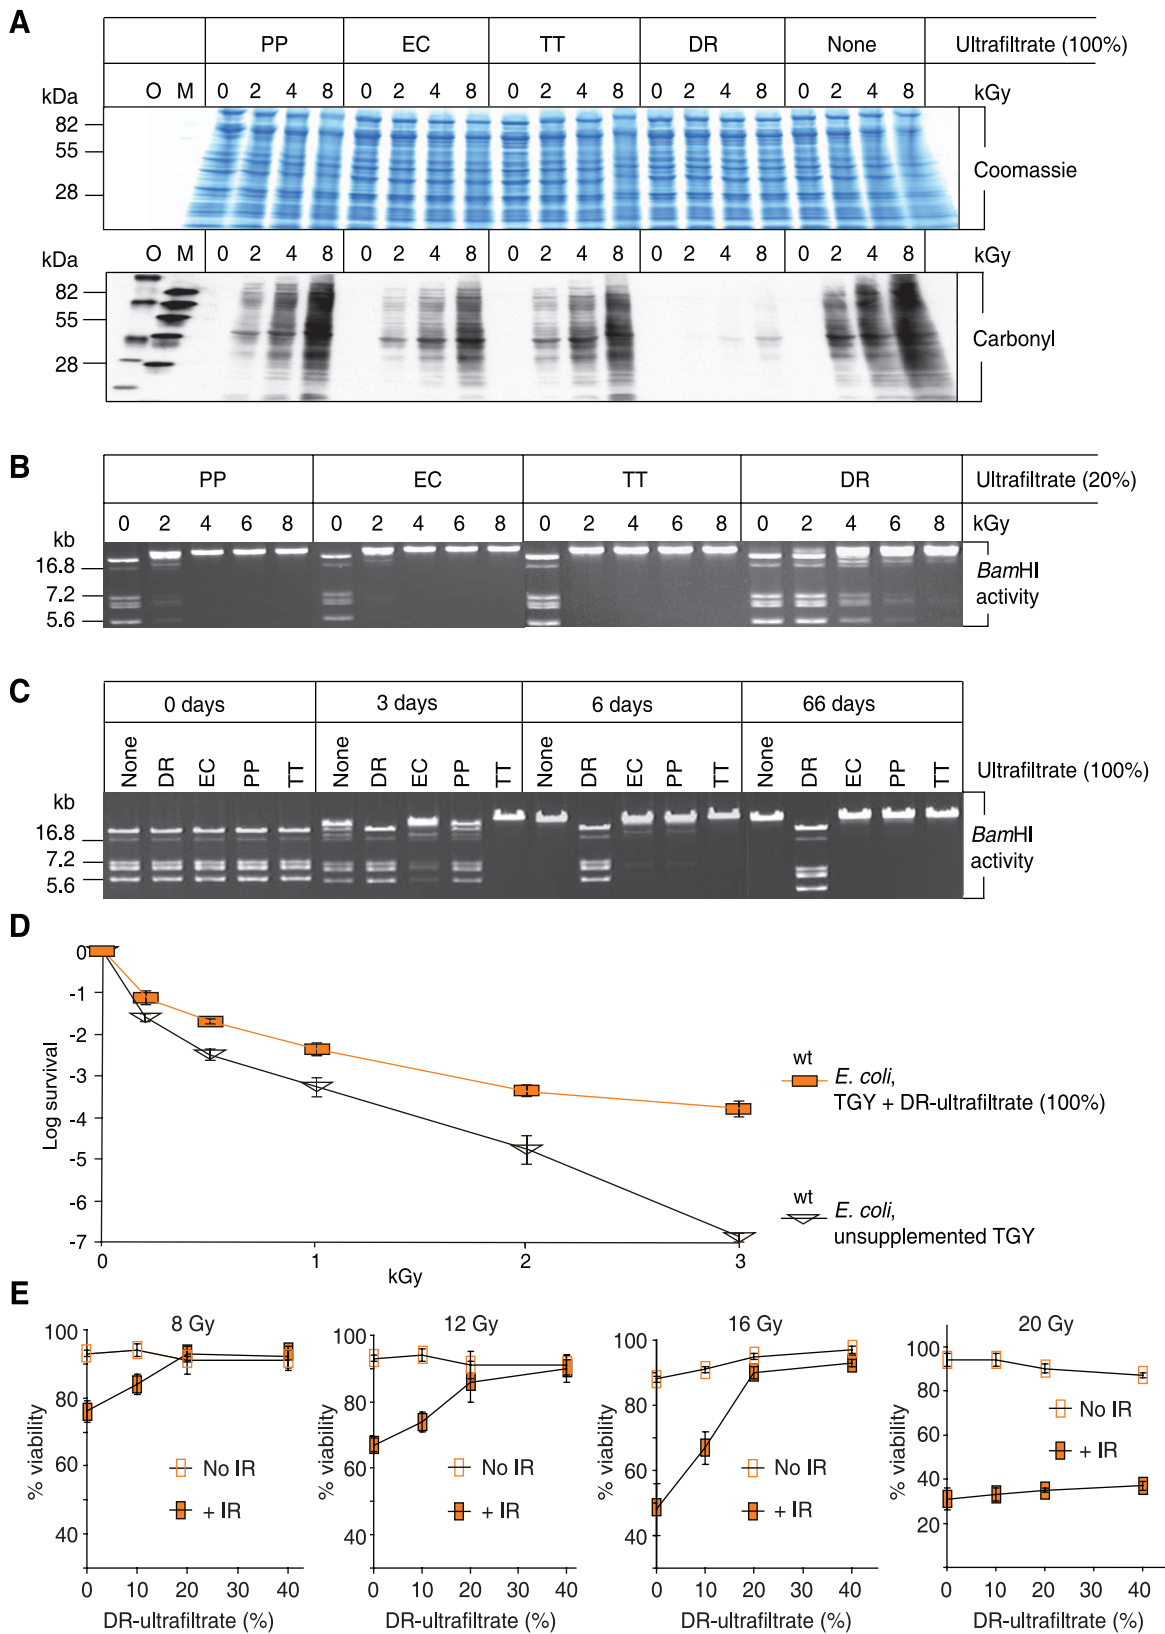 A
PP EC TT DR None Ultrafiltrate (100%)
kDa O M 0 2 4 8 0 2 4 8 0 2 4 8 0 2 4 8 0 2 4 8 kGy
82
55
28
Coomassie
kDa O M 0 2 4 8 0 2 4 8 0 2 4 8 0 2 4 8 0 2 4 8 kGy
82
55
28
Carbonyl
B
PP EC TT DR Ultrafiltrate (20%)
0 2 4 6 8 0 2 4 6 8 0 2 4 6 8 0 2 4 6 8 kGy
kb
16.8
7.2
5.6
BamHI
activity
C
0 days 3 days 6 days 66 days
None DR EC PP TT None DR EC PP TT None DR EC PP TT None DR EC PP TT Ultrafiltrate (100%)
kb
16.8
7.2
5.6
BamHI
activity
D
Log survival
0
-1
-2
-3
-4
-5
-6
-7
0 1 2 3
kGy
wt
E. coli,
TGY + DR-ultrafiltrate (100%)
wt
E. coli,
unsupplemented TGY
E
8 Gy
% viability
100
80
60
40
No IR
+ IR
0 10 20 30 40
DR-ultrafiltrate (%)
12 Gy
% viability
100
80
60
40
No IR
+ IR
0 10 20 30 40
DR-ultrafiltrate (%)
16 Gy
% viability
100
80
60
40
No IR
+ IR
0 10 20 30 40
DR-ultrafiltrate (%)
20 Gy
% viability
100
80
60
40
20
No IR
+ IR
0 10 20 30 40
DR-ultrafiltrate (%)